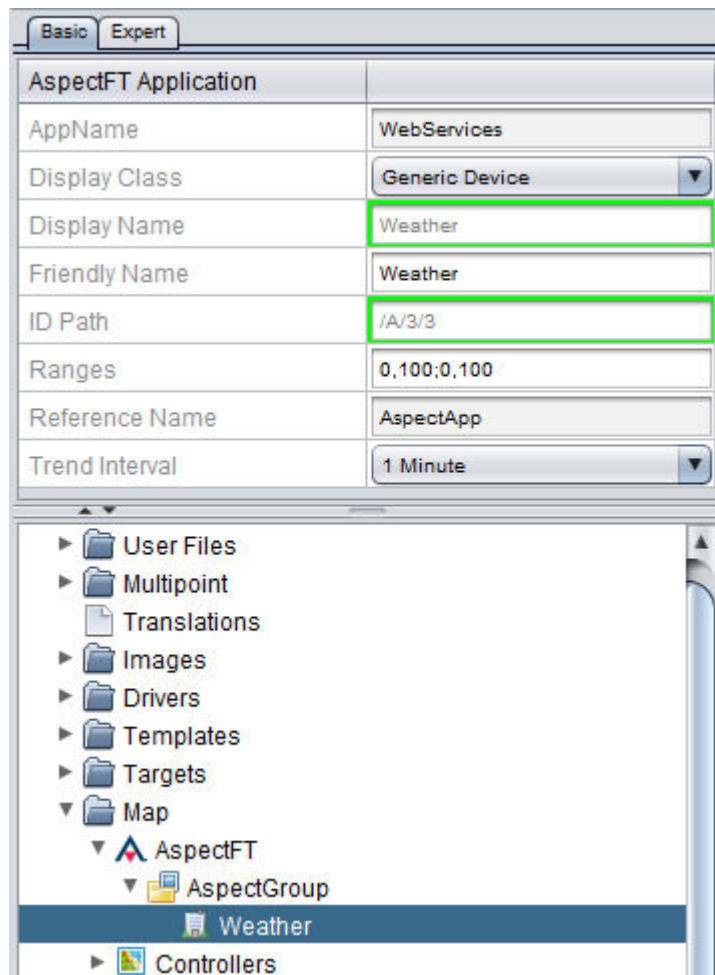 Basic Expert
AspectFT Application
AppName WebServices
Display Class Generic Device
Display Name Weather
Friendly Name Weather
ID Path /A/3/3
Ranges 0,100;0,100
Reference Name AspectApp
Trend Interval 1 Minute
User Files
Multipoint
Translations
Images
Drivers
Templates
Targets
Map
AspectFT
AspectGroup
Weather
Controllers